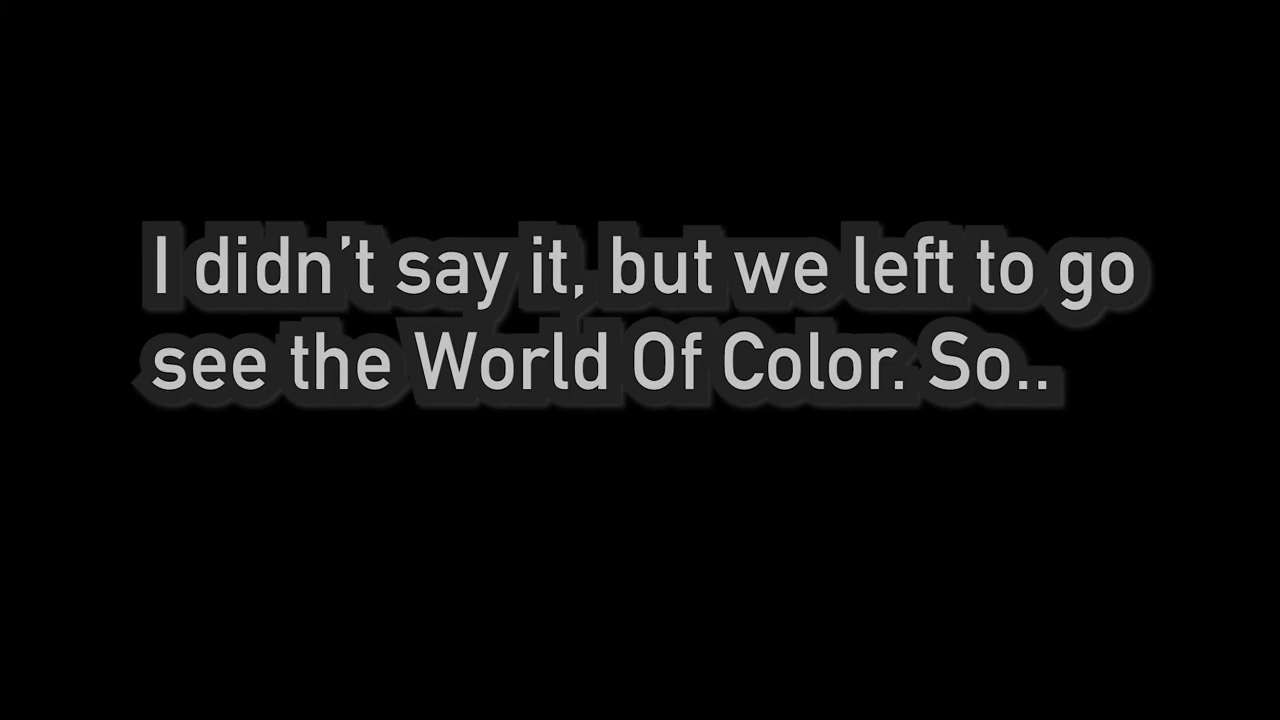 I didn’t say it, but we left to go
see the World Of Color. So..